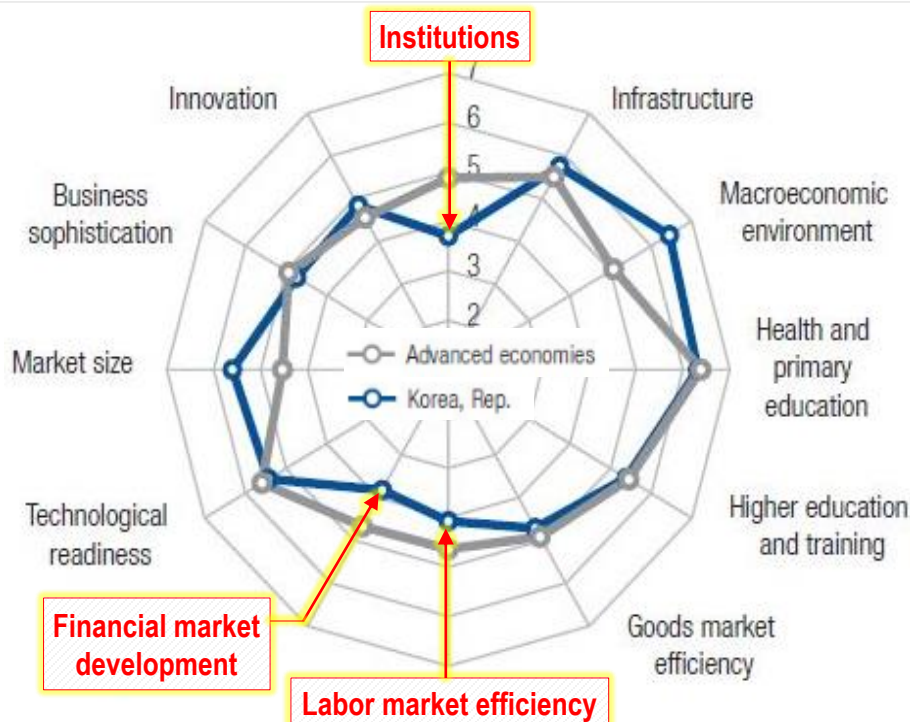 Institutions
7
Innovation
Infrastructure
6
5
Business
sophistication
4
Macroeconomic
environment
3
2
Market size
Advanced economies
Korea, Rep.
Health and
primary
education
Technological
readiness
Higher education
and training
Financial market
development
Goods market
efficiency
Labor market efficiency